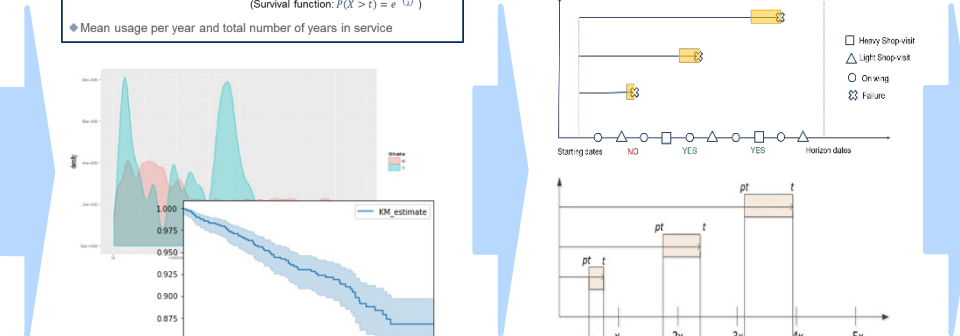 (Survival function: P(X > t) = e )
Mean usage per year and total number of years in service
density
1.000
0.975
0.950
0.925
0.900
0.875
KM_estimate
Heavy Shop-visit
Light Shop-visit
On wing
Failure
Starting dates
NO
YES
YES
Horizon dates
pt
t
pt
t
pt t
x
2x
3x
4x
5x